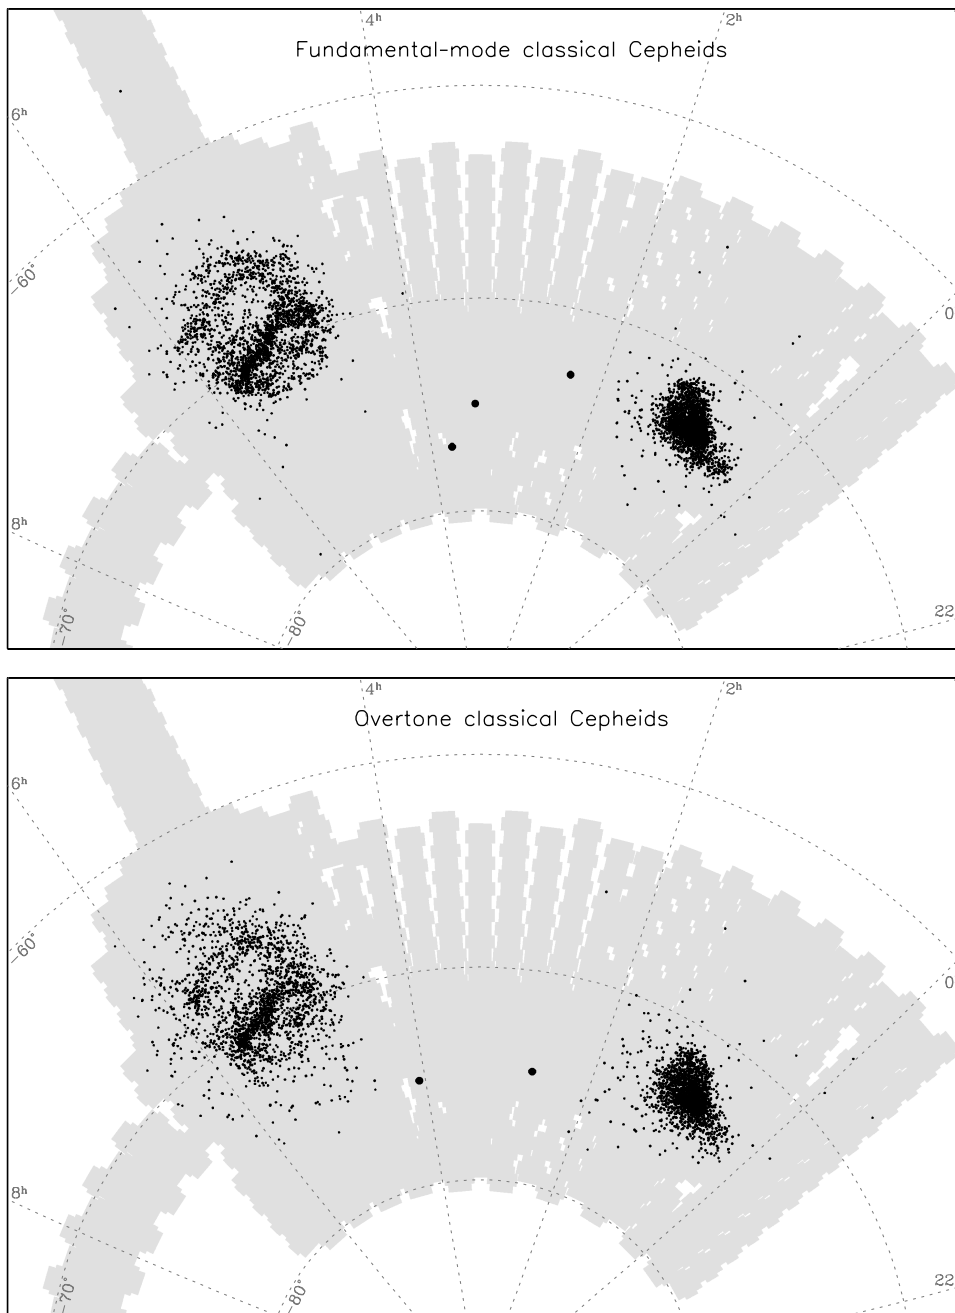 4ʰ
2ʰ
Fundamental-mode classical Cepheids
6ʰ
-60°
0
8ʰ
-70°
-80°
22
4ʰ
2ʰ
Overtone classical Cepheids
6ʰ
-60°
0
8ʰ
-70°
-80°
22